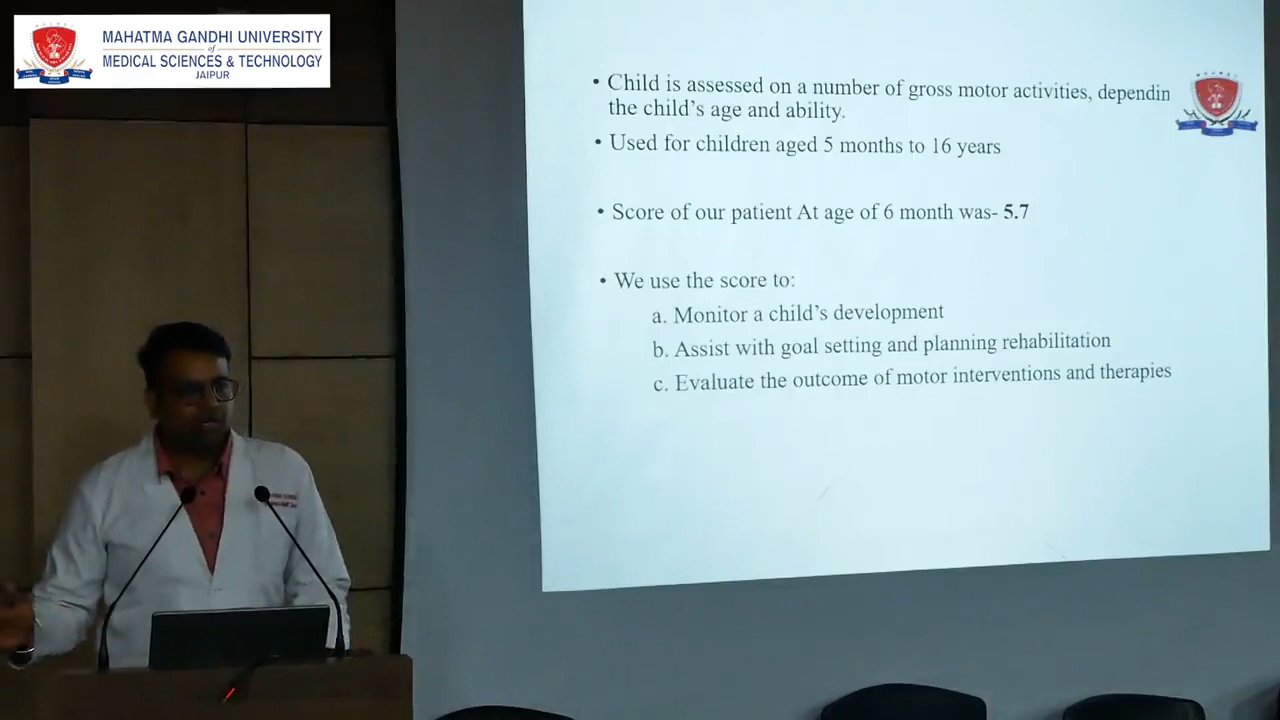 MAHATMA GANDHI UNIVERSITY
of
MEDICAL SCIENCES & TECHNOLOGY
JAIPUR
• Child is assessed on a number of gross motor activities, dependin
the child's age and ability.
• Used for children aged 5 months to 16 years
• Score of our patient At age of 6 month was- 5.7
• We use the score to:
a. Monitor a child's development
b. Assist with goal setting and planning rehabilitation
c. Evaluate the outcome of motor interventions and therapies